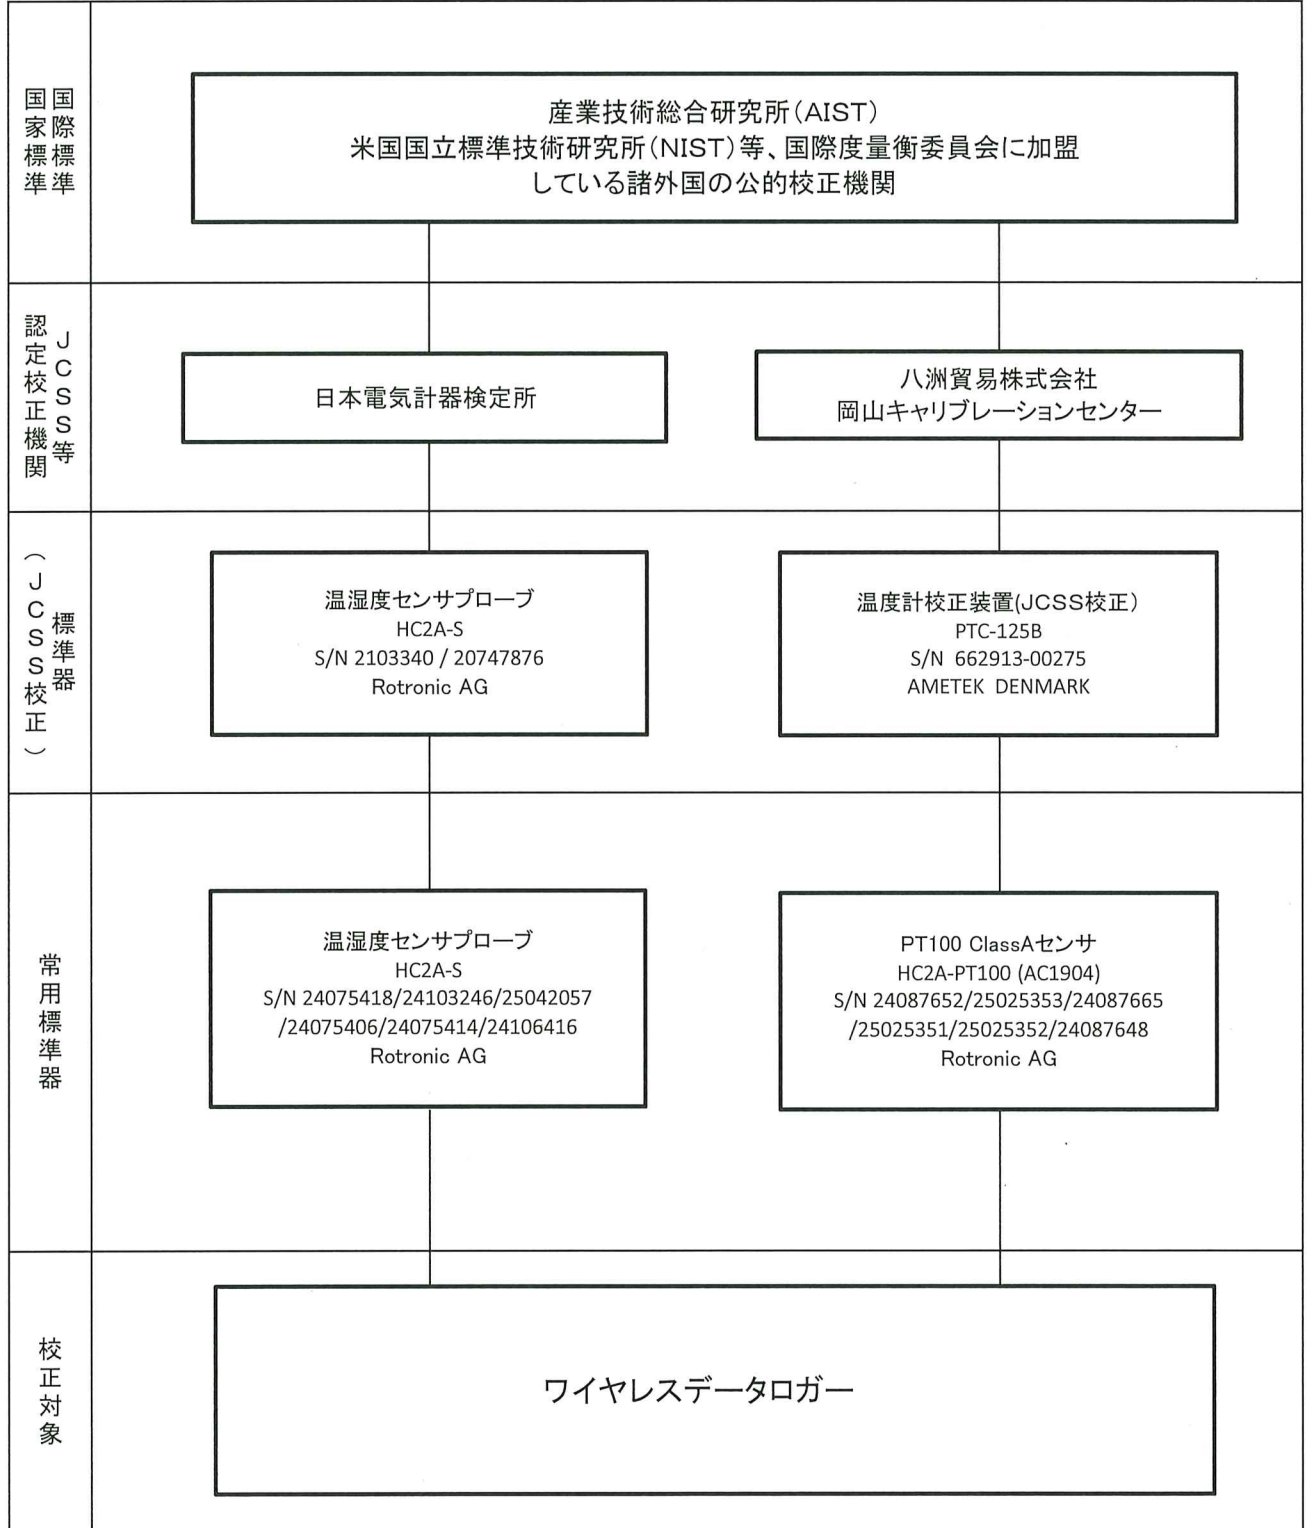 国際標準
国家標準
産業技術総合研究所(AIST)
米国国立標準技術研究所(NIST)等、国際度量衡委員会に加盟
している諸外国の公的校正機関
JCSS等
認定校正機関
日本電気計器検定所
八洲貿易株式会社
岡山キャリブレーションセンター
標準器
(JCSS校正)
温湿度センサプローブ
HC2A-S
S/N 2103340 / 20747876
Rotronic AG
温度計校正装置(JCSS校正)
PTC-125B
S/N 662913-00275
AMETEK DENMARK
常用標準器
温湿度センサプローブ
HC2A-S
S/N 24075418/24103246/25042057
/24075406/24075414/24106416
Rotronic AG
PT100 ClassAセンサ
HC2A-PT100 (AC1904)
S/N 24087652/25025353/24087665
/25025351/25025352/24087648
Rotronic AG
校正対象
ワイヤレスデータロガー